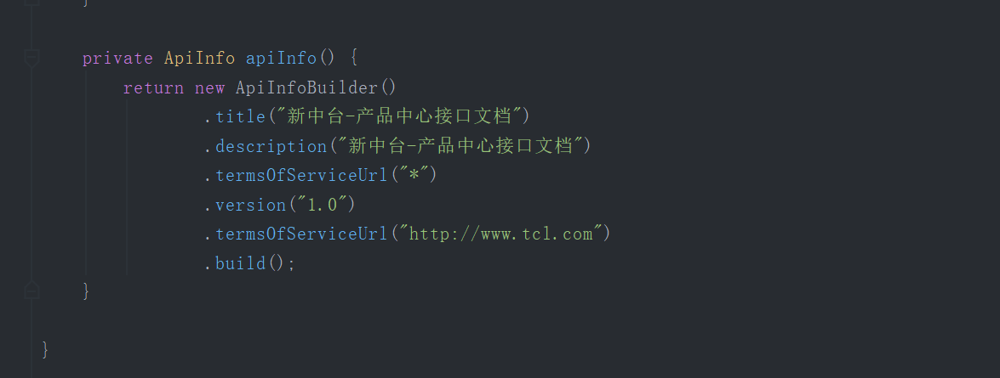 }
private ApiInfo apiInfo() {
return new ApiInfoBuilder()
.title("新中台-产品中心接口文档")
.description("新中台-产品中心接口文档")
.termsOfServiceUrl("*")
.version("1.0")
.termsOfServiceUrl("http://www.tcl.com")
.build();
}
}